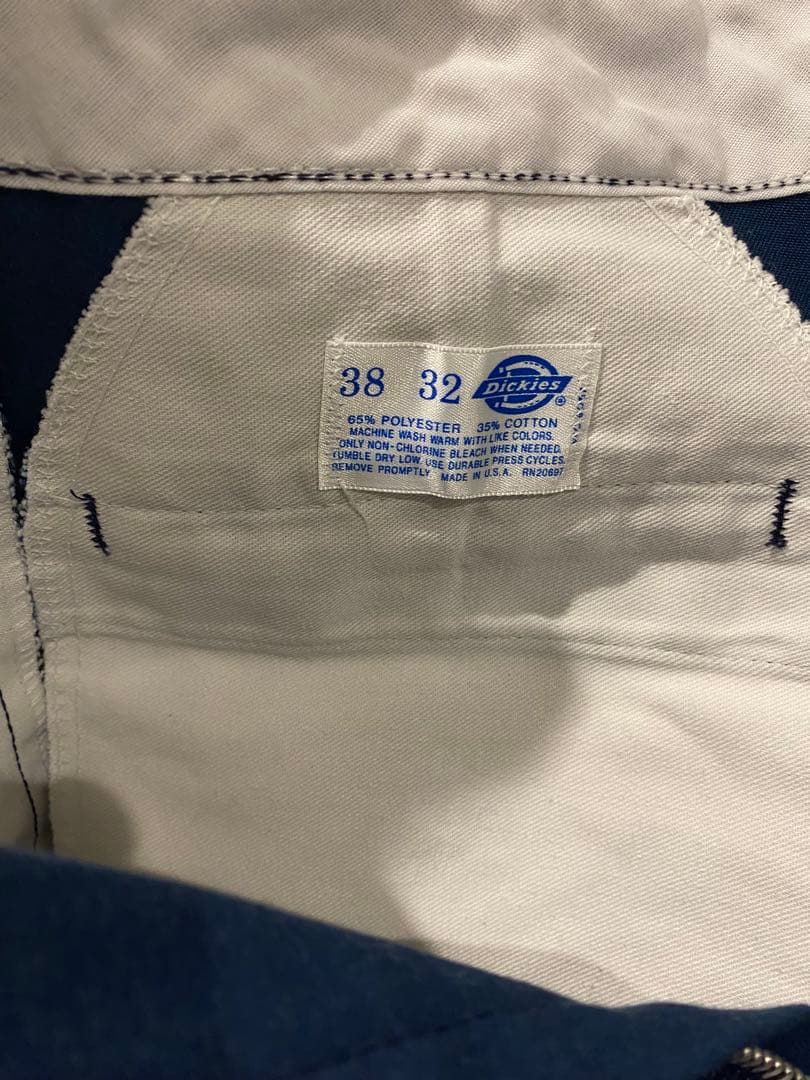 38 32 Dickies ®
65% POLYESTER 35% COTTON
MACHINE WASH WARM WITH LIKE COLORS.
ONLY NON-CHLORINE BLEACH WHEN NEEDED.
TUMBLE DRY LOW. USE DURABLE PRESS CYCLES.
REMOVE PROMPTLY. MADE IN U.S.A. RN20697